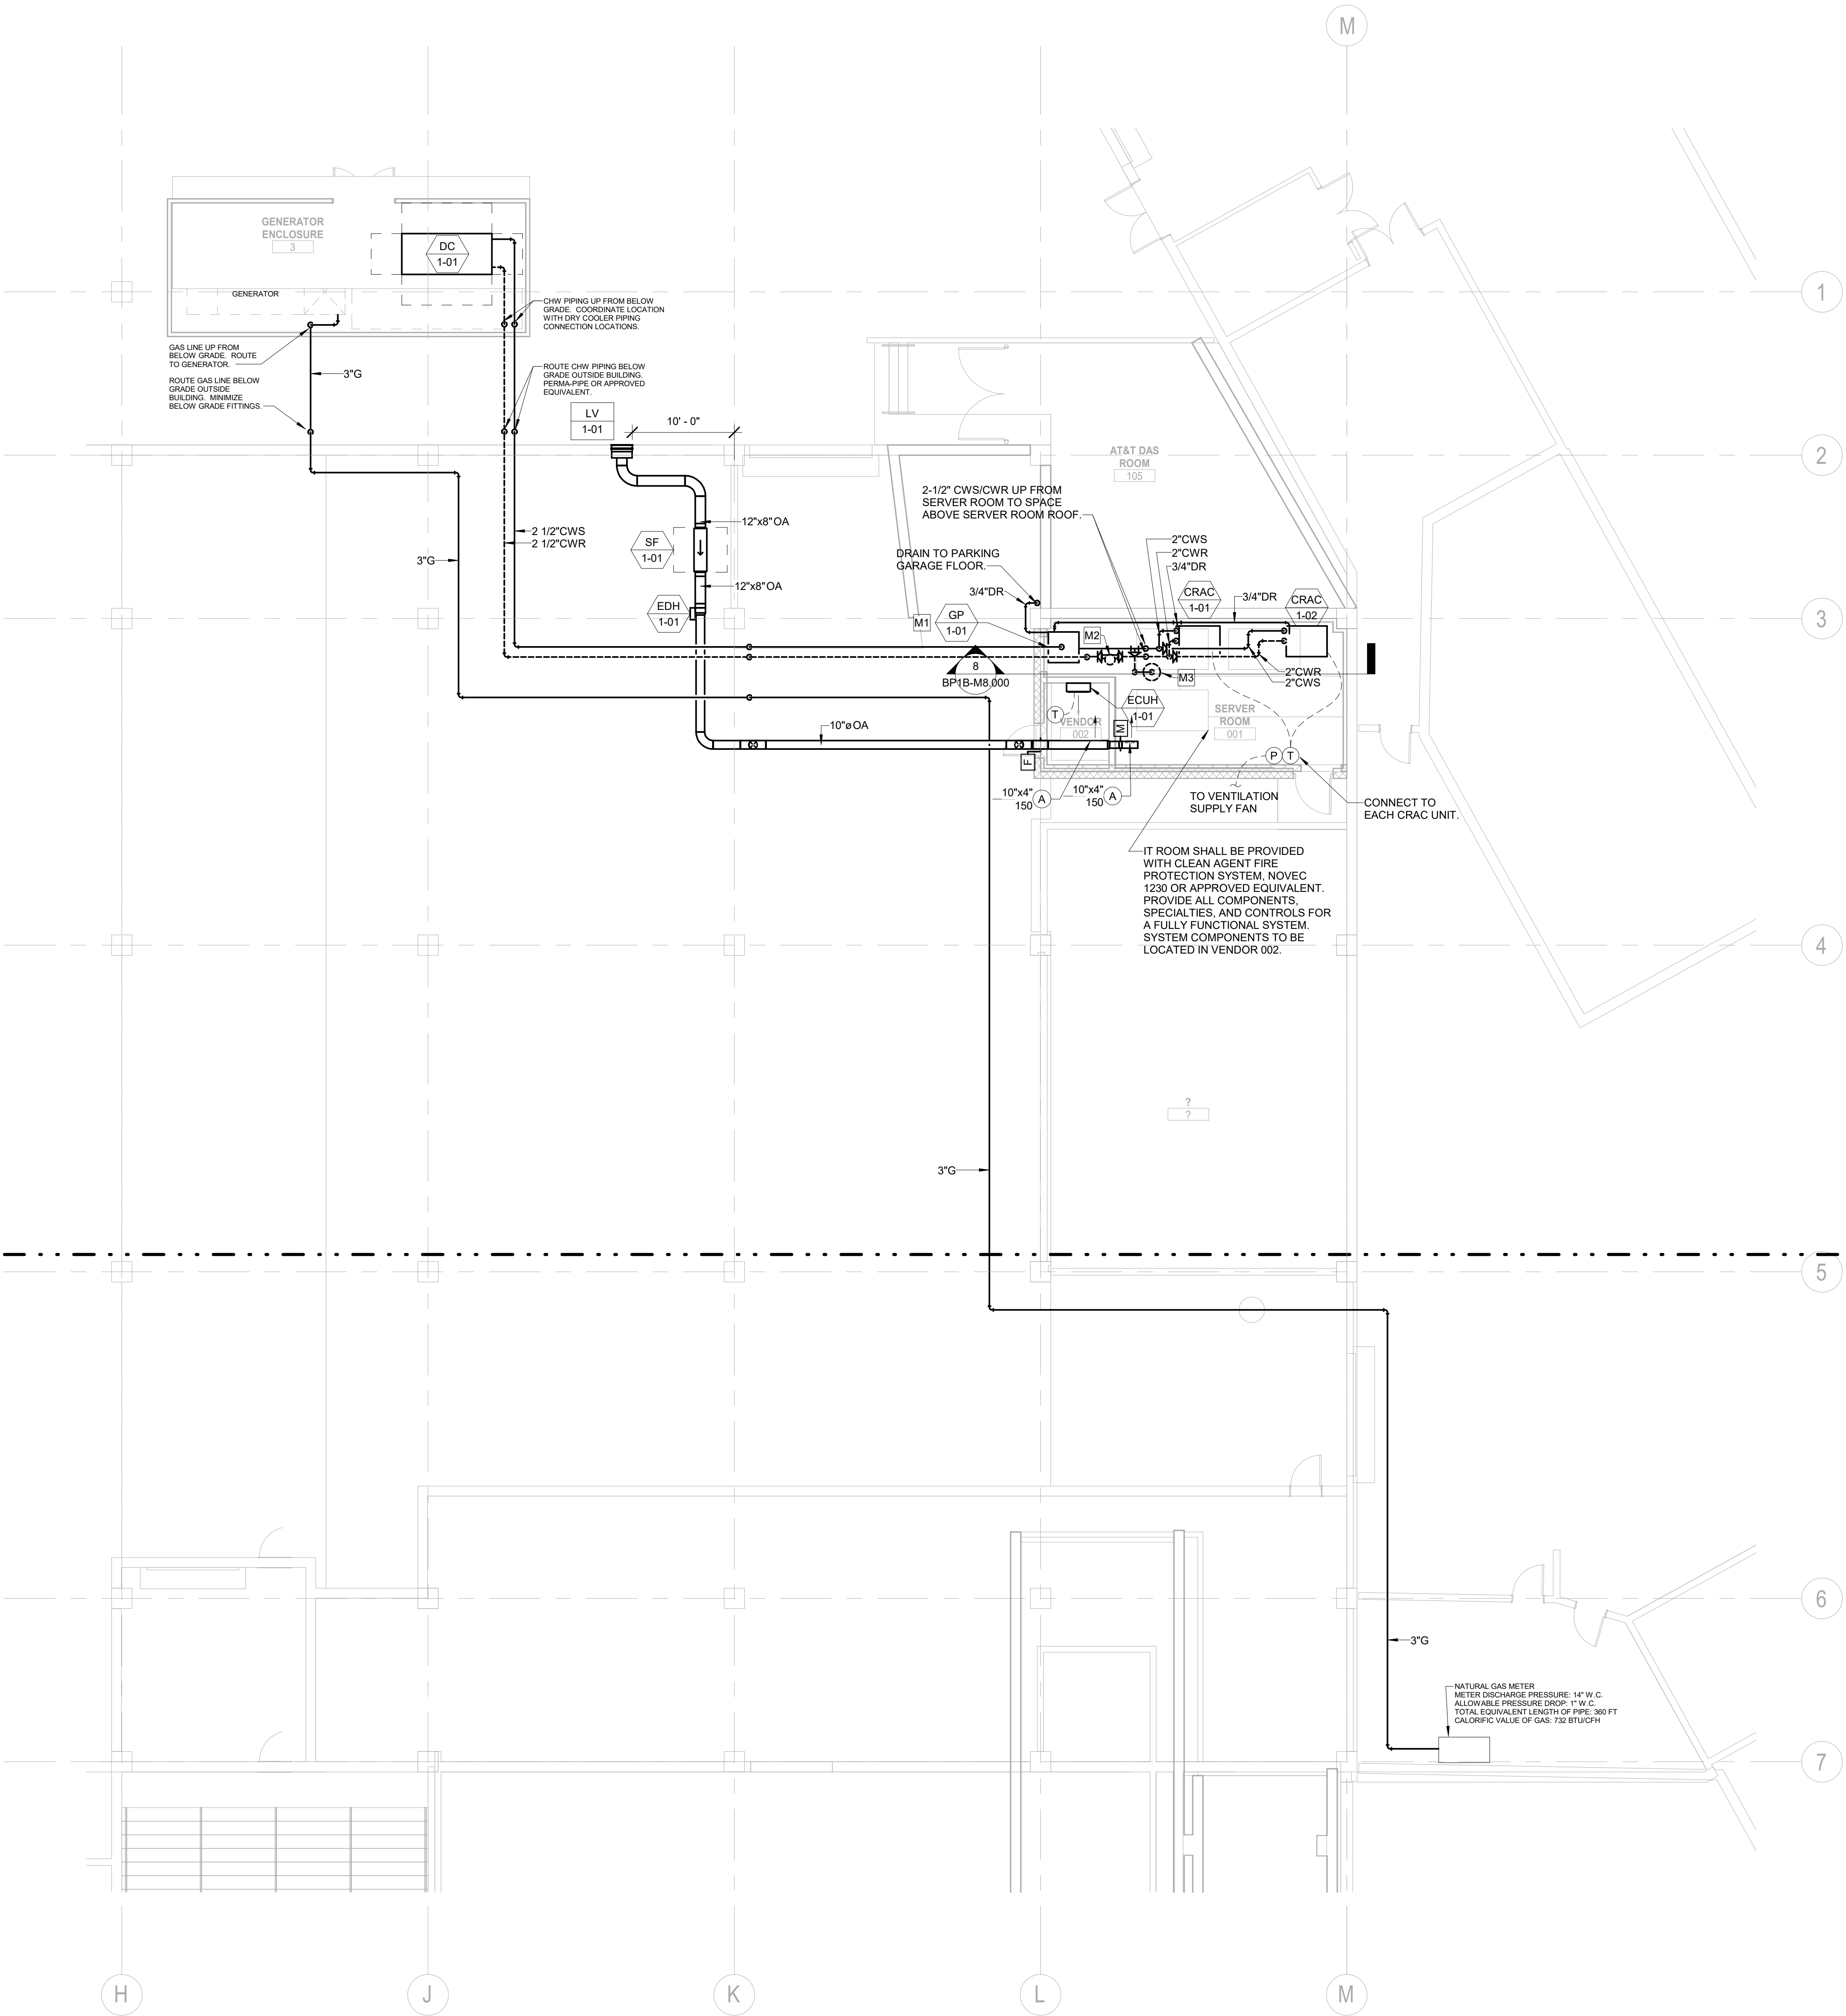 M
GENERATOR
ENCLOSURE
3
DC
1-01
GENERATOR
1
CHW PIPING UP FROM BELOW
GRADE. COORDINATE LOCATION
WITH DRY COOLER PIPING
CONNECTION LOCATIONS.
GAS LINE UP FROM
BELOW GRADE. ROUTE
TO GENERATOR.
3"G
ROUTE GAS LINE BELOW
GRADE OUTSIDE
BUILDING. MINIMIZE
BELOW GRADE FITTINGS.
ROUTE CHW PIPING BELOW
GRADE OUTSIDE BUILDING.
PERMA-PIPE OR APPROVED
EQUIVALENT.
LV
1-01
10' - 0"
2
AT&T DAS
ROOM
105
2-1/2" CWS/CWR UP FROM
SERVER ROOM TO SPACE
ABOVE SERVER ROOM ROOF.
12"x8"OA
2 1/2"CWS
2 1/2"CWR
SF
1-01
3"G
2"CWS
2"CWR
3/4"DR
DRAIN TO PARKING
GARAGE FLOOR.
12"x8"OA
3/4"DR
CRAC
1-01
3/4"DR
CRAC
1-02
EDH
1-01
M1
GP
1-01
M2
3
8
BP1B-M8.000
M3
2"CWR
2"CWS
ECUH
1-01
T
VENDOR
002
M
SERVER
ROOM
001
10"øOA
F
P
T
10"x4"
150
A
10"x4"
150
A
TO VENTILATION
SUPPLY FAN
CONNECT TO
EACH CRAC UNIT.
IT ROOM SHALL BE PROVIDED
WITH CLEAN AGENT FIRE
PROTECTION SYSTEM, NOVEC
1230 OR APPROVED EQUIVALENT.
PROVIDE ALL COMPONENTS,
SPECIALTIES, AND CONTROLS FOR
A FULLY FUNCTIONAL SYSTEM.
SYSTEM COMPONENTS TO BE
LOCATED IN VENDOR 002.
4
?
?
3"G
5
6
3"G
NATURAL GAS METER
METER DISCHARGE PRESSURE: 14" W.C.
ALLOWABLE PRESSURE DROP: 1" W.C.
TOTAL EQUIVALENT LENGTH OF PIPE: 360 FT
CALORIFIC VALUE OF GAS: 732 BTU/CFH
7
H
J
K
L
M